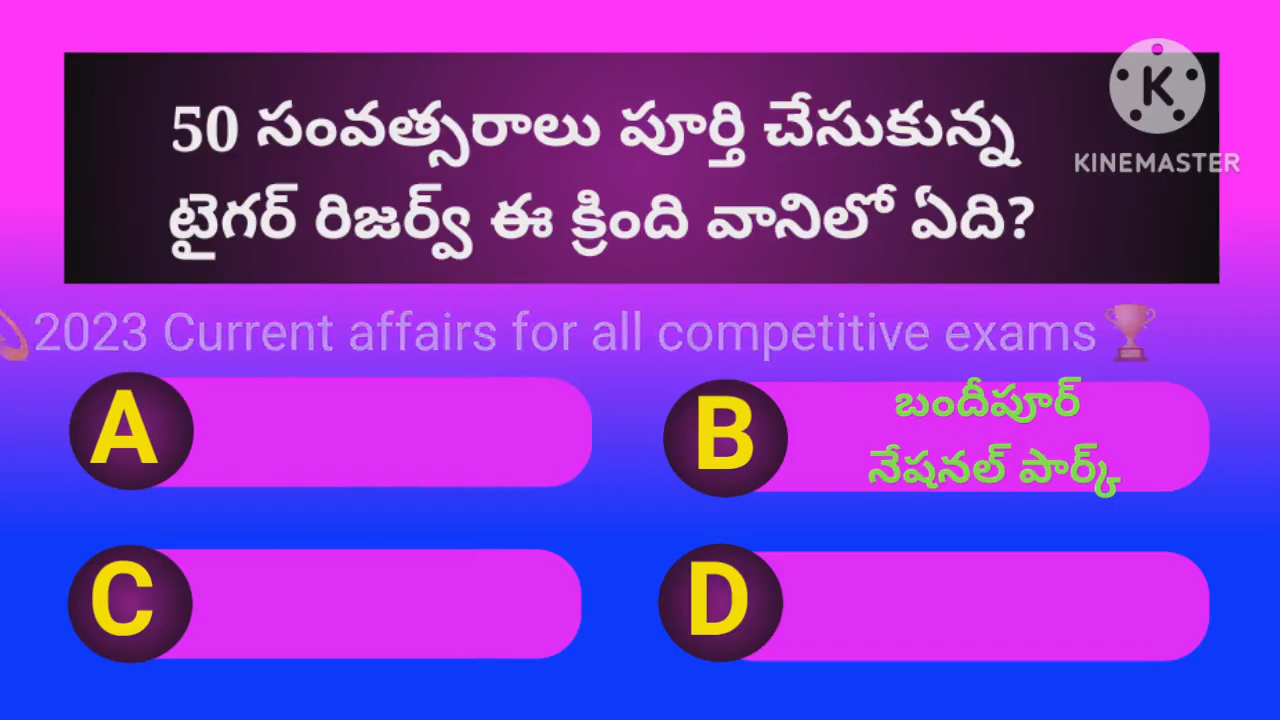 50 సంవత్సరాలు పూర్తి చేసుకున్న
టైగర్ రిజర్వ్ ఈ క్రింది వానిలో ఏది?
K
KINEMASTER
2023 Current affairs for all competitive exams
A
B
బందీపూర్
నేషనల్ పార్క్
C
D